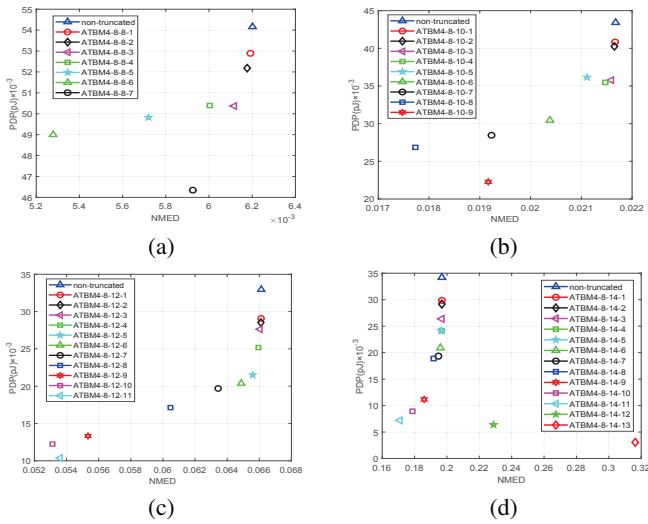 non-truncated
ATBM4-8-8-1
ATBM4-8-8-2
ATBM4-8-8-3
ATBM4-8-8-4
ATBM4-8-8-5
ATBM4-8-8-6
ATBM4-8-8-7
PDP(pJ)×10⁻³
56
55
54
53
52
51
50
49
48
47
46
5.2 5.4 5.6 5.8 6 6.2 6.4
×10⁻³
NMED
(a)
non-truncated
ATBM4-8-10-1
ATBM4-8-10-2
ATBM4-8-10-3
ATBM4-8-10-4
ATBM4-8-10-5
ATBM4-8-10-6
ATBM4-8-10-7
ATBM4-8-10-8
ATBM4-8-10-9
PDP(pJ)×10⁻³
45
40
35
30
25
20
0.017 0.018 0.019 0.02 0.021 0.022
NMED
(b)
non-truncated
ATBM4-8-12-1
ATBM4-8-12-2
ATBM4-8-12-3
ATBM4-8-12-4
ATBM4-8-12-5
ATBM4-8-12-6
ATBM4-8-12-7
ATBM4-8-12-8
ATBM4-8-12-9
ATBM4-8-12-10
ATBM4-8-12-11
PDP(pJ)×10⁻³
35
30
25
20
15
10
0.052 0.054 0.056 0.058 0.06 0.062 0.064 0.066 0.068
NMED
(c)
non-truncated
ATBM4-8-14-1
ATBM4-8-14-2
ATBM4-8-14-3
ATBM4-8-14-4
ATBM4-8-14-5
ATBM4-8-14-6
ATBM4-8-14-7
ATBM4-8-14-8
ATBM4-8-14-9
ATBM4-8-14-10
ATBM4-8-14-11
ATBM4-8-14-12
ATBM4-8-14-13
PDP(pJ)×10⁻³
35
30
25
20
15
10
5
0
0.16 0.18 0.2 0.22 0.24 0.26 0.28 0.3 0.32
NMED
(d)